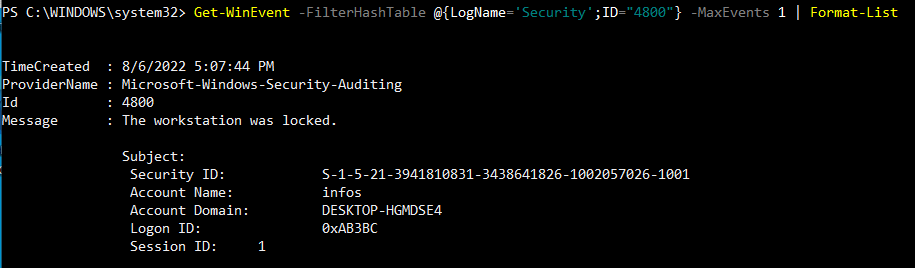 PS C:\WINDOWS\system32> Get-WinEvent -FilterHashTable @{LogName='Security';ID="4800"} -MaxEvents 1 | Format-List
TimeCreated  : 8/6/2022 5:07:44 PM
ProviderName : Microsoft-Windows-Security-Auditing
Id           : 4800
Message      : The workstation was locked.
Subject:
Security ID: S-1-5-21-3941810831-3438641826-1002057026-1001
Account Name: infos
Account Domain: DESKTOP-HGMDSE4
Logon ID: 0xAB3BC
Session ID: 1